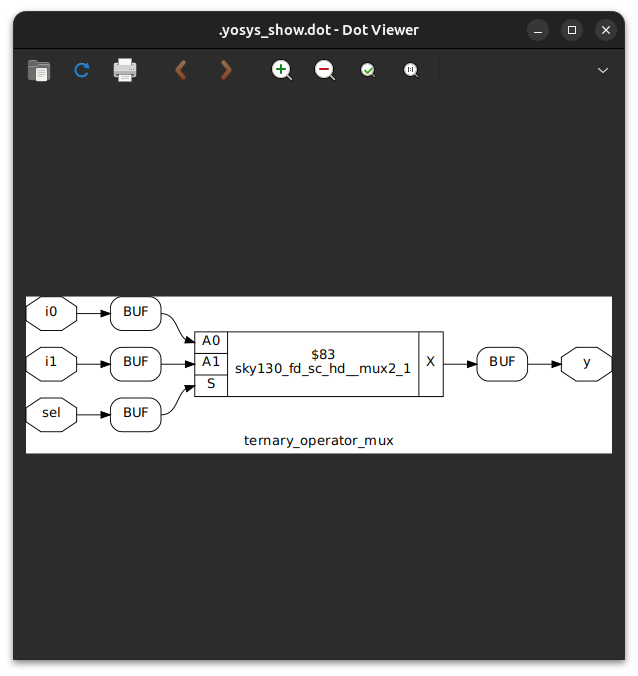 .yosys_show.dot - Dot Viewer
i0
BUF
i1
BUF
sel
BUF
A0
A1
S
$83
sky130_fd_sc_hd__mux2_1
X
BUF
y
ternary_operator_mux